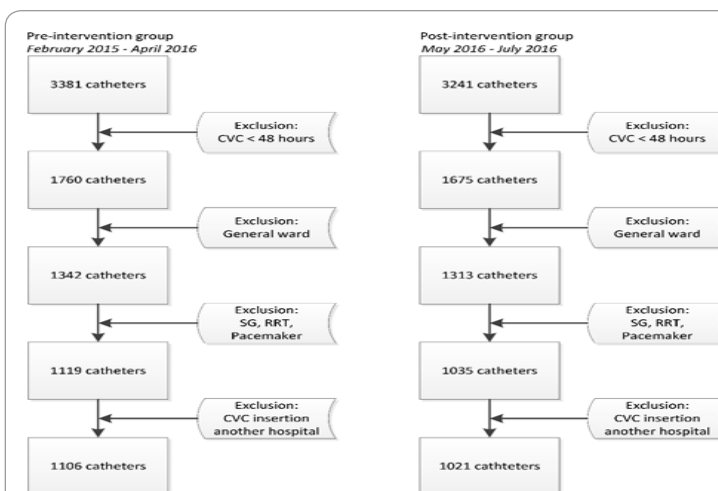 Pre-intervention group
February 2015 - April 2016
3381 catheters
Exclusion:
CVC < 48 hours
1760 catheters
Exclusion:
General ward
1342 catheters
Exclusion:
SG, RRT,
Pacemaker
1119 catheters
Exclusion:
CVC insertion
another hospital
1106 catheters
Post-intervention group
May 2016 - July 2016
3241 catheters
Exclusion:
CVC < 48 hours
1675 catheters
Exclusion:
General ward
1313 catheters
Exclusion:
SG, RRT,
Pacemaker
1035 catheters
Exclusion:
CVC insertion
another hospital
1021 cathteters